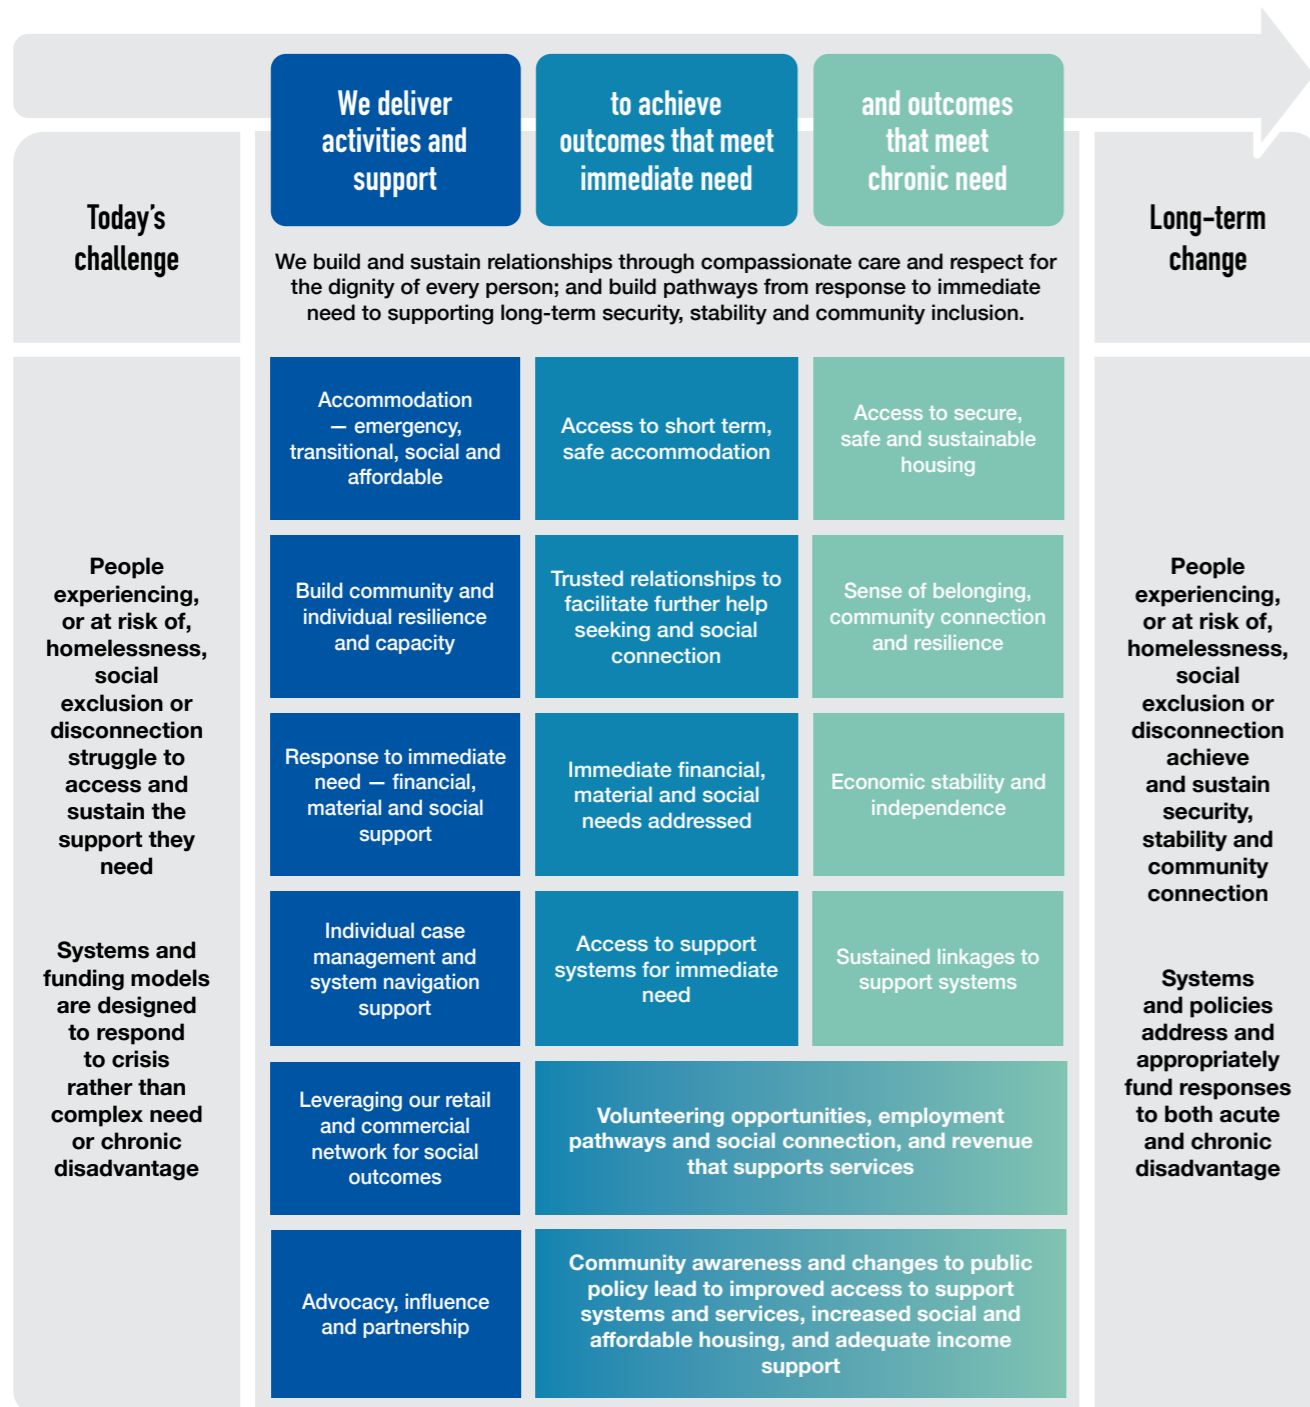 We deliver
activities and
support
to achieve
outcomes that meet
immediate need
and outcomes
that meet
chronic need
Today's
challenge
We build and sustain relationships through compassionate care and respect for
the dignity of every person; and build pathways from response to immediate
need to supporting long-term security, stability and community inclusion.
Long-term
change
People
experiencing,
or at risk of,
homelessness,
social
exclusion or
disconnection
struggle to
access and
sustain the
support they
need
Systems and
funding models
are designed
to respond
to crisis
rather than
complex need
or chronic
disadvantage
Accommodation
— emergency,
transitional, social and
affordable
Access to short term,
safe accommodation
Access to secure,
safe and sustainable
housing
Build community and
individual resilience
and capacity
Trusted relationships to
facilitate further help
seeking and social
connection
Sense of belonging,
community connection
and resilience
Response to immediate
need — financial,
material and social
support
Immediate financial,
material and social
needs addressed
Economic stability and
independence
Individual case
management and
system navigation
support
Access to support
systems for immediate
need
Sustained linkages to
support systems
Leveraging our retail
and commercial
network for social
outcomes
Volunteering opportunities, employment
pathways and social connection, and revenue
that supports services
Advocacy, influence
and partnership
Community awareness and changes to public
policy lead to improved access to support
systems and services, increased social and
affordable housing, and adequate income
support
People
experiencing,
or at risk of,
homelessness,
social
exclusion or
disconnection
achieve
and sustain
security,
stability and
community
connection
Systems
and policies
address and
appropriately
fund responses
to both acute
and chronic
disadvantage